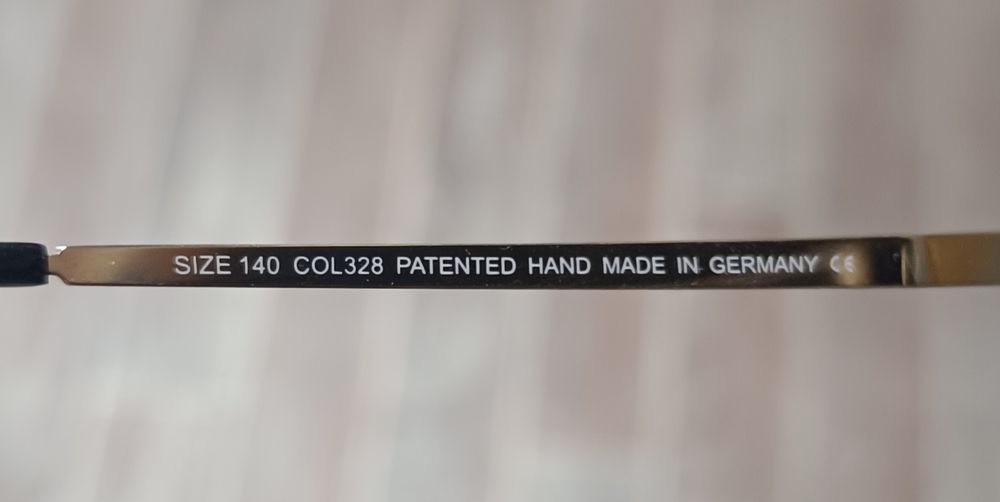 SIZE 140 COL328 PATENTED HAND MADE IN GERMANY CE